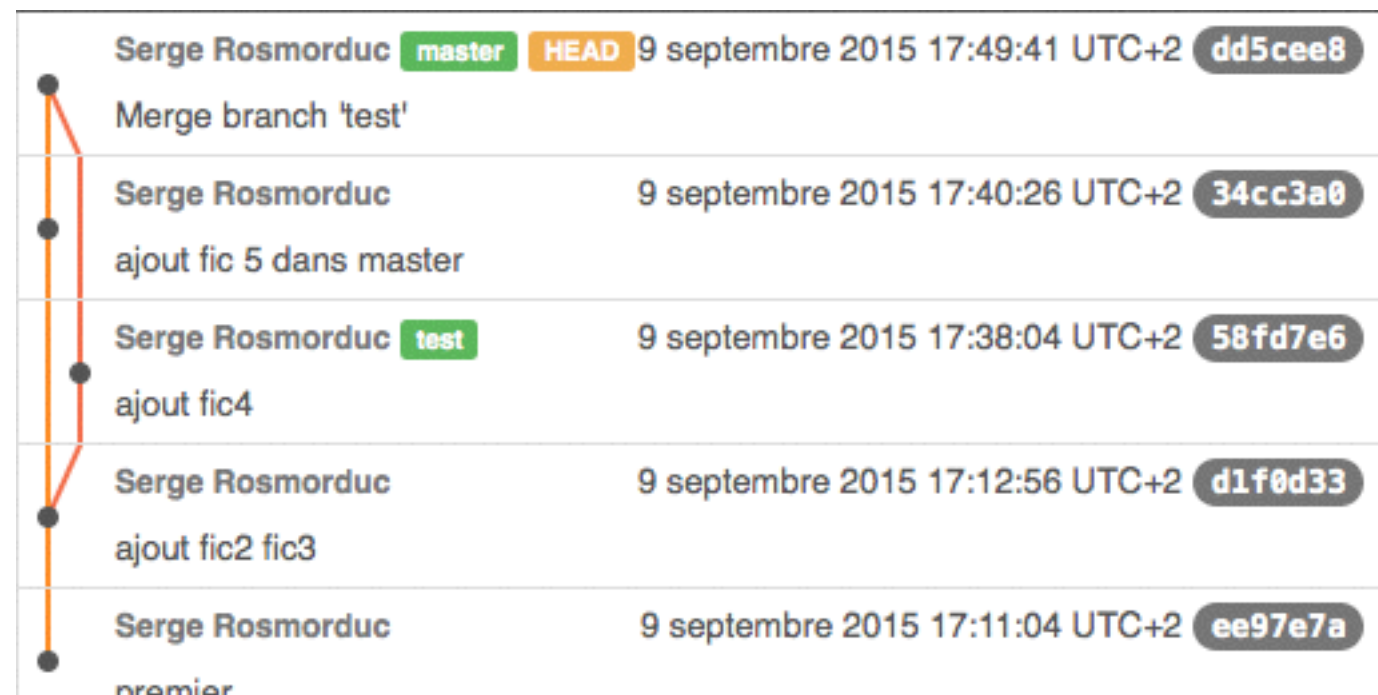 Serge Rosmorduc master HEAD 9 septembre 2015 17:49:41 UTC+2 dd5cee8
Merge branch 'test'
Serge Rosmorduc 9 septembre 2015 17:40:26 UTC+2 34cc3a0
ajout fic 5 dans master
Serge Rosmorduc test 9 septembre 2015 17:38:04 UTC+2 58fd7e6
ajout fic4
Serge Rosmorduc 9 septembre 2015 17:12:56 UTC+2 d1f0d33
ajout fic2 fic3
Serge Rosmorduc 9 septembre 2015 17:11:04 UTC+2 ee97e7a
premier